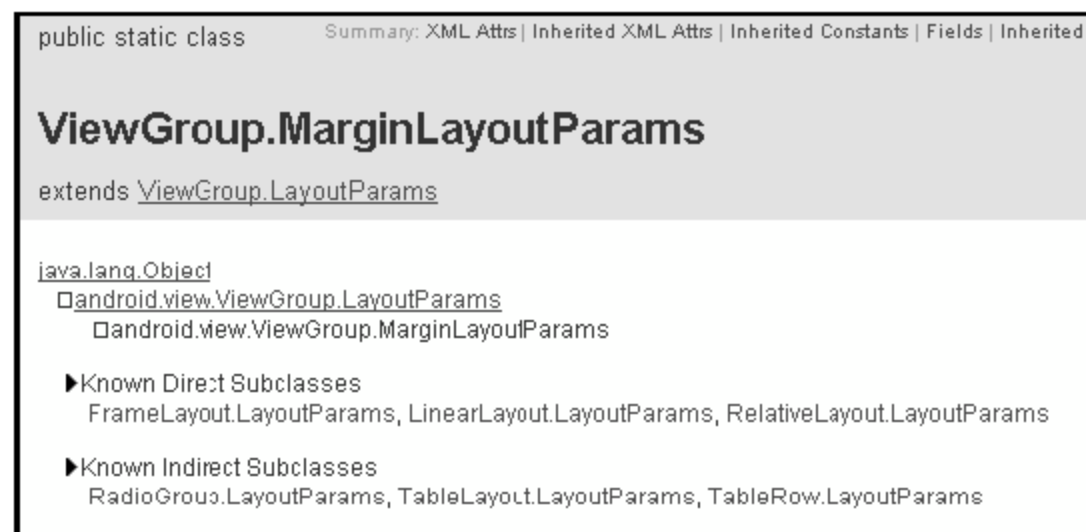 public static class Summary: XML Attrs | Inherited XML Attrs | Inherited Constants | Fields | Inherited
ViewGroup.MarginLayoutParams
extends ViewGroup.LayoutParams
java.lang.Object
android.view.ViewGroup.LayoutParams
android.view.ViewGroup.MarginLayoutParams
Known Direct Subclasses
FrameLayout.LayoutParams, LinearLayout.LayoutParams, RelativeLayout.LayoutParams
Known Indirect Subclasses
RadioGroup.LayoutParams, TableLayout.LayoutParams, TableRow.LayoutParams